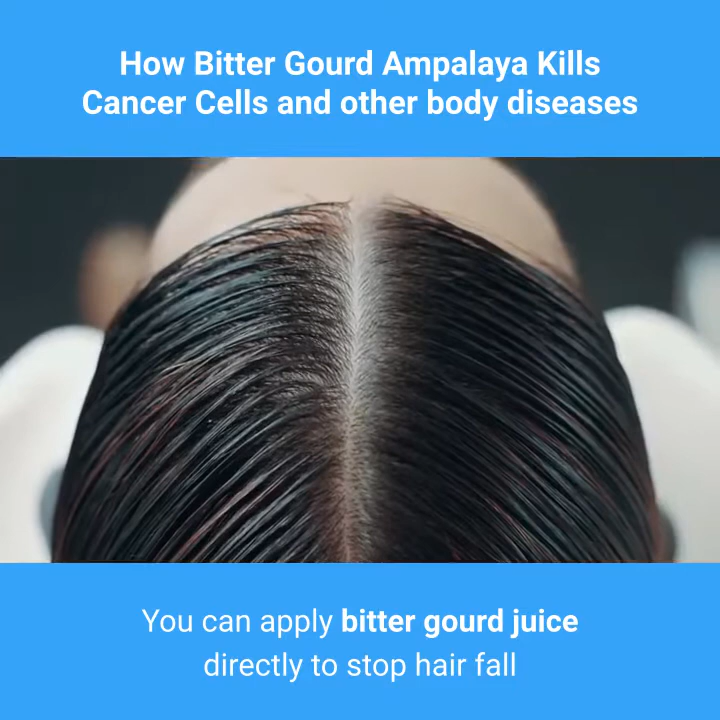 How Bitter Gourd Ampalaya Kills
Cancer Cells and other body diseases
You can apply bitter gourd juice
directly to stop hair fall